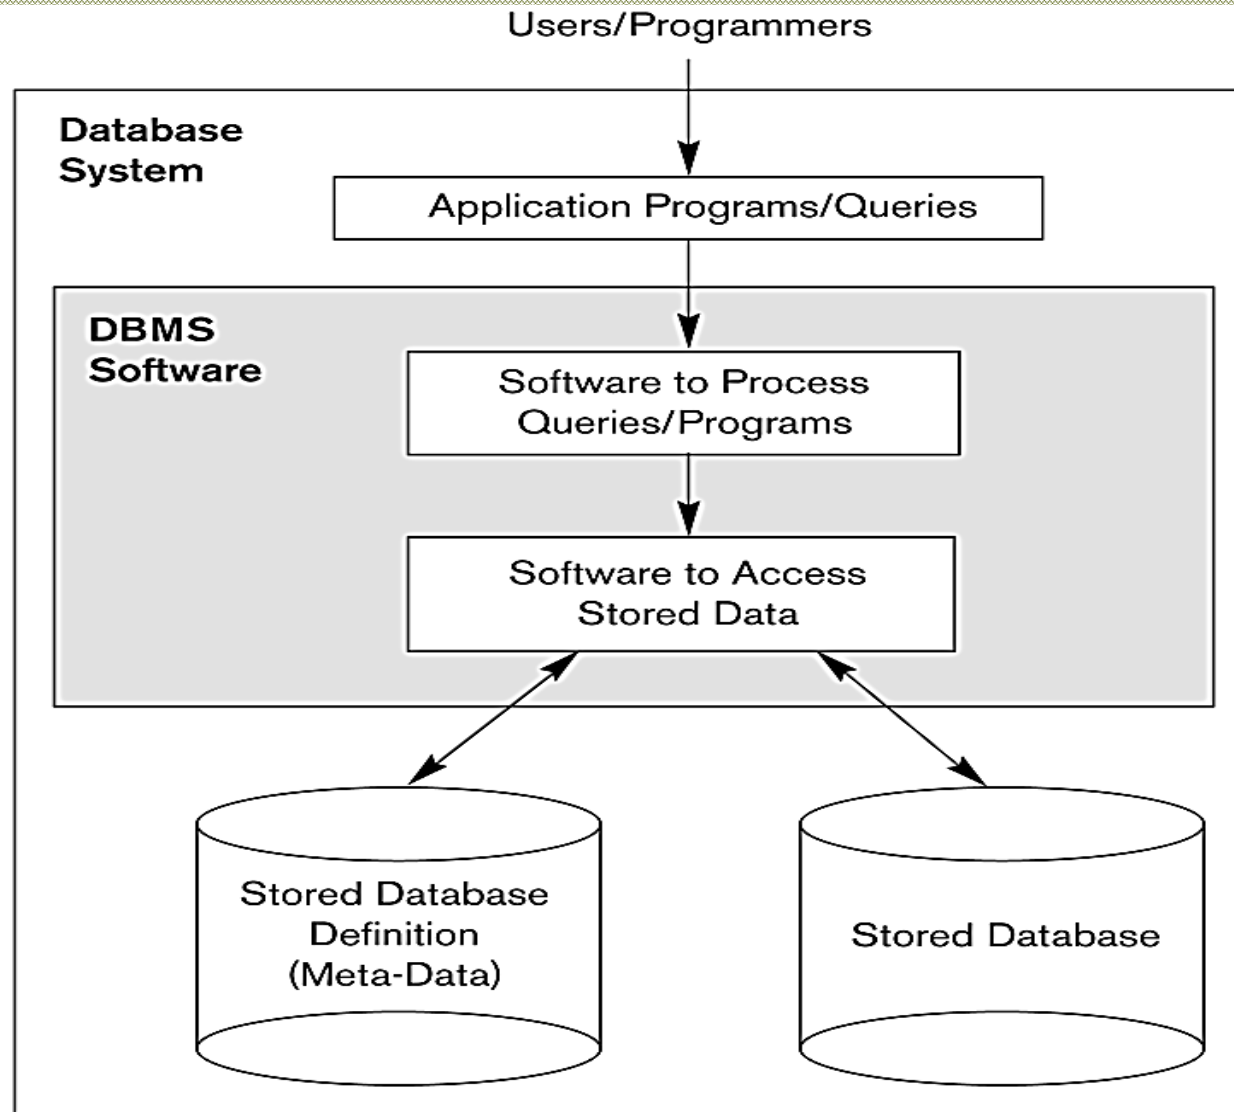 Users/Programmers
Database
System
Application Programs/Queries
DBMS
Software
Software to Process
Queries/Programs
Software to Access
Stored Data
Stored Database
Definition
(Meta-Data)
Stored Database